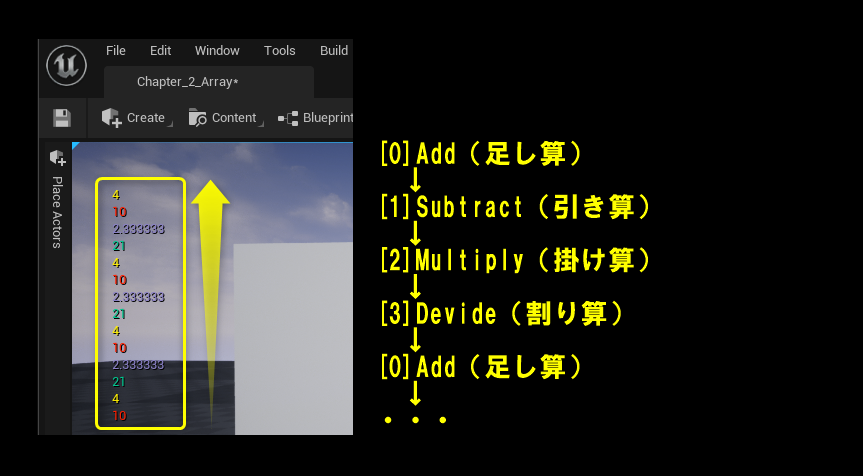 File Edit Window Tools Build
Chapter_2_Array*
Create Content Blueprint
Place Actors
4
10
2.333333
21
4
10
2.333333
21
4
10
2.333333
21
4
10
[0]Add（足し算）
↓
[1]Subtract（引き算）
↓
[2]Multiply（掛け算）
↓
[3]Devide（割り算）
↓
[0]Add（足し算）
↓
・・・